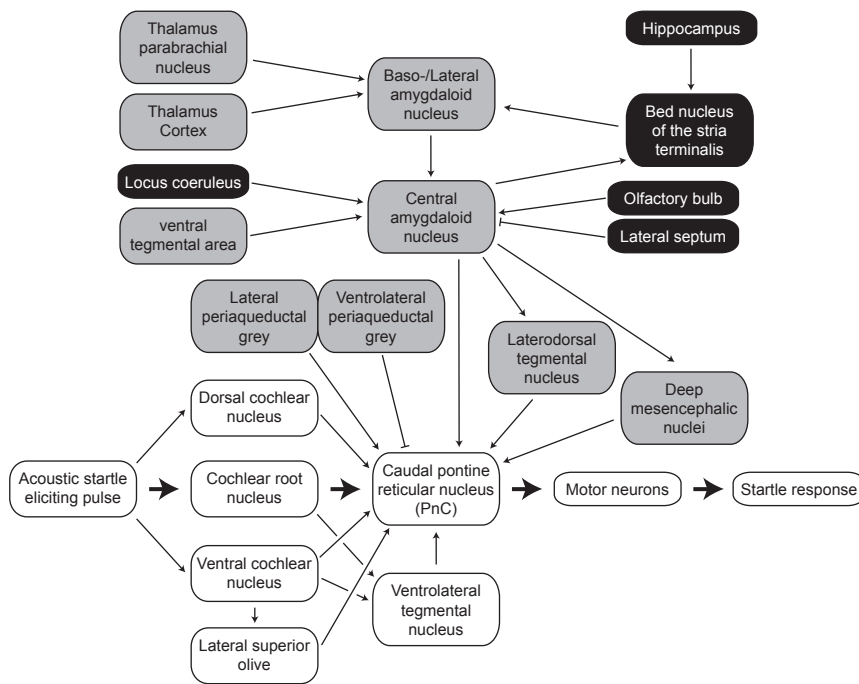 Thalamus
parabrachial
nucleus
Hippocampus
Baso-/Lateral
amygdaloid
nucleus
Thalamus
Cortex
Bed nucleus
of the stria
terminalis
Locus coeruleus
Central
amygdaloid
nucleus
Olfactory bulb
ventral
tegmental area
Lateral septum
Lateral
periaqueductal
grey
Ventrolateral
periaqueductal
grey
Laterodorsal
tegmental
nucleus
Deep
mesencephalic
nuclei
Dorsal cochlear
nucleus
Acoustic startle
eliciting pulse
Cochlear root
nucleus
Caudal pontine
reticular nucleus
(PnC)
Motor neurons
Startle response
Ventral cochlear
nucleus
Ventrolateral
tegmental
nucleus
Lateral superior
olive